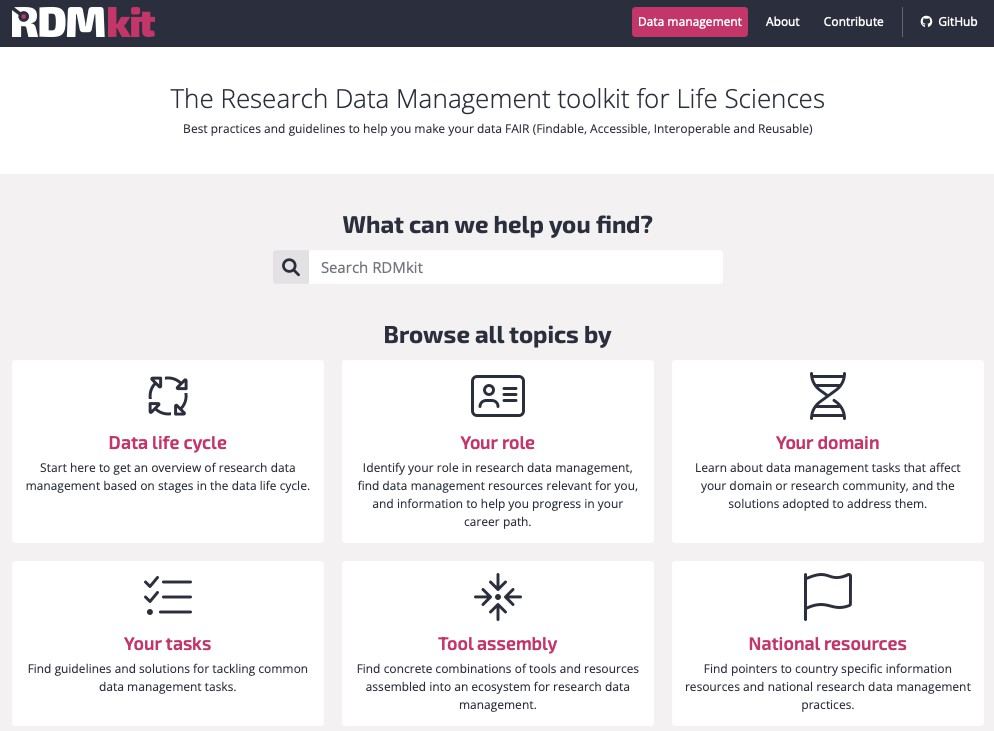 RDMkit
Data management
About
Contribute
GitHub
The Research Data Management toolkit for Life Sciences
Best practices and guidelines to help you make your data FAIR (Findable, Accessible, Interoperable and Reusable)
What can we help you find?
Search RDMkit
Browse all topics by
Data life cycle
Start here to get an overview of research data
management based on stages in the data life cycle.
Your role
Identify your role in research data management,
find data management resources relevant for you,
and information to help you progress in your
career path.
Your domain
Learn about data management tasks that affect
your domain or research community, and the
solutions adopted to address them.
Your tasks
Find guidelines and solutions for tackling common
data management tasks.
Tool assembly
Find concrete combinations of tools and resources
assembled into an ecosystem for research data
management.
National resources
Find pointers to country specific information
resources and national research data management
practices.